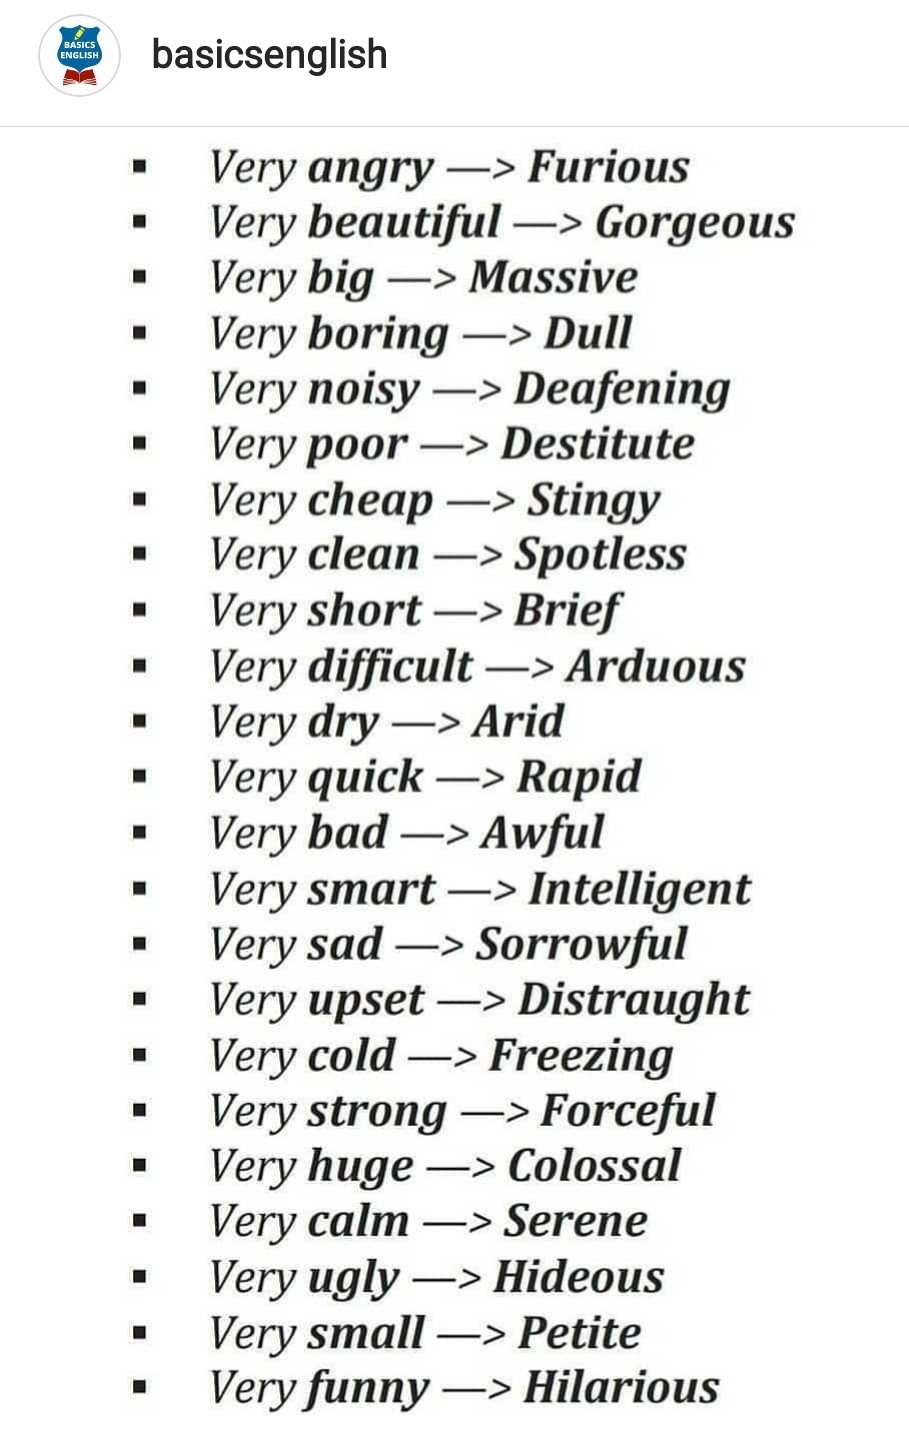 BASICS
ENGLISH
basicsenglish
▪ Very angry —> Furious
▪ Very beautiful —> Gorgeous
▪ Very big —> Massive
▪ Very boring —> Dull
▪ Very noisy —> Deafening
▪ Very poor —> Destitute
▪ Very cheap —> Stingy
▪ Very clean —> Spotless
▪ Very short —> Brief
▪ Very difficult —> Arduous
▪ Very dry —> Arid
▪ Very quick —> Rapid
▪ Very bad —> Awful
▪ Very smart —> Intelligent
▪ Very sad —> Sorrowful
▪ Very upset —> Distraught
▪ Very cold —> Freezing
▪ Very strong —> Forceful
▪ Very huge —> Colossal
▪ Very calm —> Serene
▪ Very ugly —> Hideous
▪ Very small —> Petite
▪ Very funny —> Hilarious